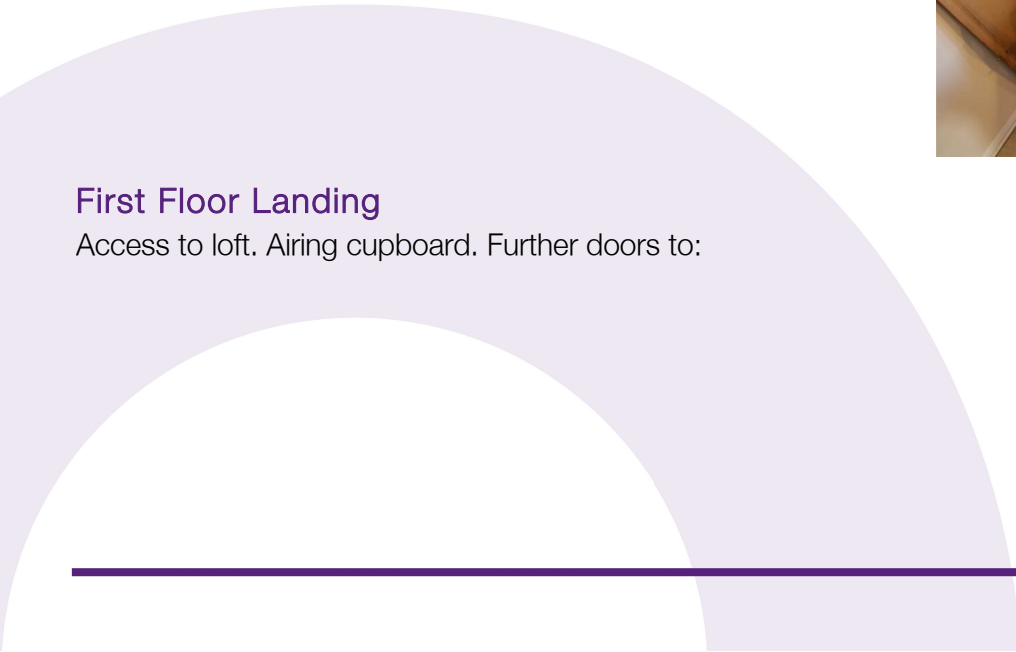 First Floor Landing
Access to loft. Airing cupboard. Further doors to: